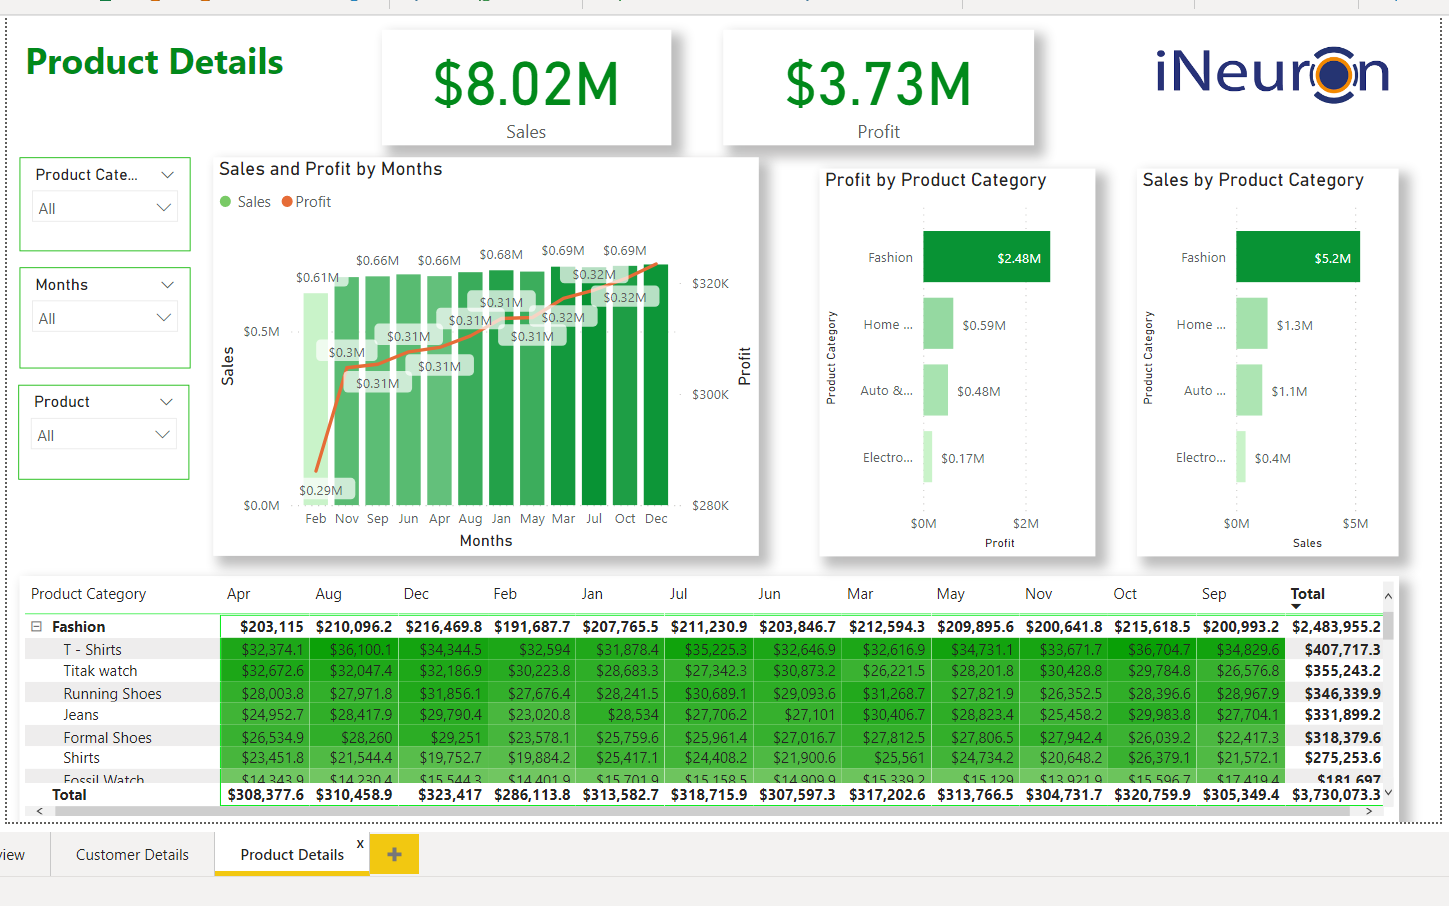 Product Details
$8.02M
Sales
$3.73M
Profit
iNeuron
Product Cate...
All
Months
All
Product
All
Sales and Profit by Months
Sales Profit
$0.61M $0.66M $0.66M $0.68M $0.69M $0.69M
$0.29M $0.3M $0.31M $0.31M $0.31M $0.31M $0.31M $0.31M $0.32M $0.32M $0.32M
Sales
$0.5M
$0.0M
Profit
$320K
$300K
$280K
Feb Nov Sep Jun Apr Aug Jan May Mar Jul Oct Dec
Months
Profit by Product Category
Product Category
Fashion $2.48M
Home ... $0.59M
Auto &... $0.48M
Electro... $0.17M
$0M $2M
Profit
Sales by Product Category
Product Category
Fashion $5.2M
Home ... $1.3M
Auto ... $1.1M
Electro... $0.4M
$0M $5M
Sales
Product Category Apr Aug Dec Feb Jan Jul Jun Mar May Nov Oct Sep Total
Fashion $203,115 $210,096.2 $216,469.8 $191,687.7 $207,765.5 $211,230.9 $203,846.7 $212,594.3 $209,895.6 $200,641.8 $215,618.5 $200,993.2 $2,483,955.2
T - Shirts $32,374.1 $36,100.1 $34,344.5 $32,594 $31,878.4 $35,225.3 $32,646.9 $32,616.9 $34,731.1 $33,671.7 $36,704.7 $34,829.6 $407,717.3
Titak watch $32,672.6 $32,047.4 $32,186.9 $30,223.8 $28,683.3 $27,342.3 $30,873.2 $26,221.5 $28,201.8 $30,428.8 $29,784.8 $26,576.8 $355,243.2
Running Shoes $28,003.8 $27,971.8 $31,856.1 $27,676.4 $28,241.5 $30,689.1 $29,093.6 $31,268.7 $27,821.9 $26,352.5 $28,396.6 $28,967.9 $346,339.9
Jeans $24,952.7 $28,417.9 $29,790.4 $23,020.8 $28,534 $27,706.2 $27,101 $30,406.7 $28,823.4 $25,458.2 $29,983.8 $27,704.1 $331,899.2
Formal Shoes $26,534.9 $28,260 $29,251 $23,578.1 $25,759.6 $25,961.4 $27,016.7 $27,812.5 $27,806.5 $27,942.4 $26,039.2 $22,417.3 $318,379.6
Shirts $23,451.8 $21,544.4 $19,752.7 $19,884.2 $25,417.1 $24,408.2 $21,900.6 $25,561 $24,734.2 $20,648.2 $26,379.1 $21,572.1 $275,253.6
Fossil Watch $14,343.9 $14,230.4 $15,544.3 $14,401.9 $15,701.9 $15,158.5 $14,909.9 $15,339.2 $15,129 $13,921.9 $15,596.7 $17,419.4 $181,697
Total $308,377.6 $310,458.9 $323,417 $286,113.8 $313,582.7 $318,715.9 $307,597.3 $317,202.6 $313,766.5 $304,731.7 $320,759.9 $305,349.4 $3,730,073.3
Customer Details
Product Details x